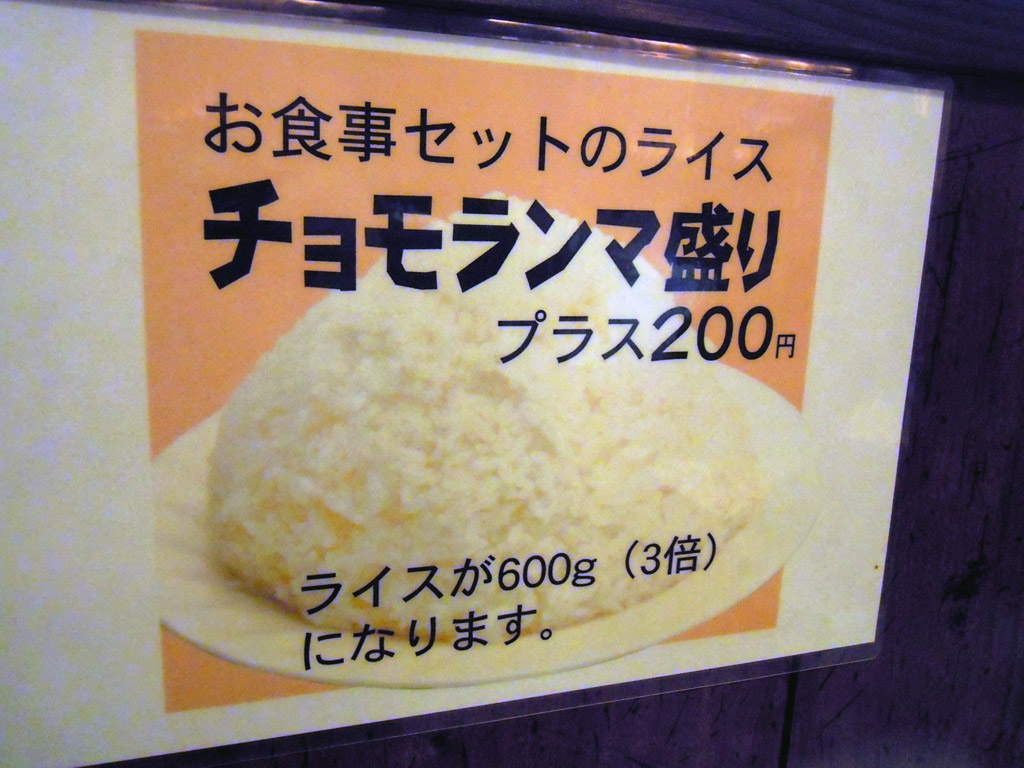 お食事セットのライス
チョモランマ盛り
プラス200円
ライスが600g（3倍）
になります。